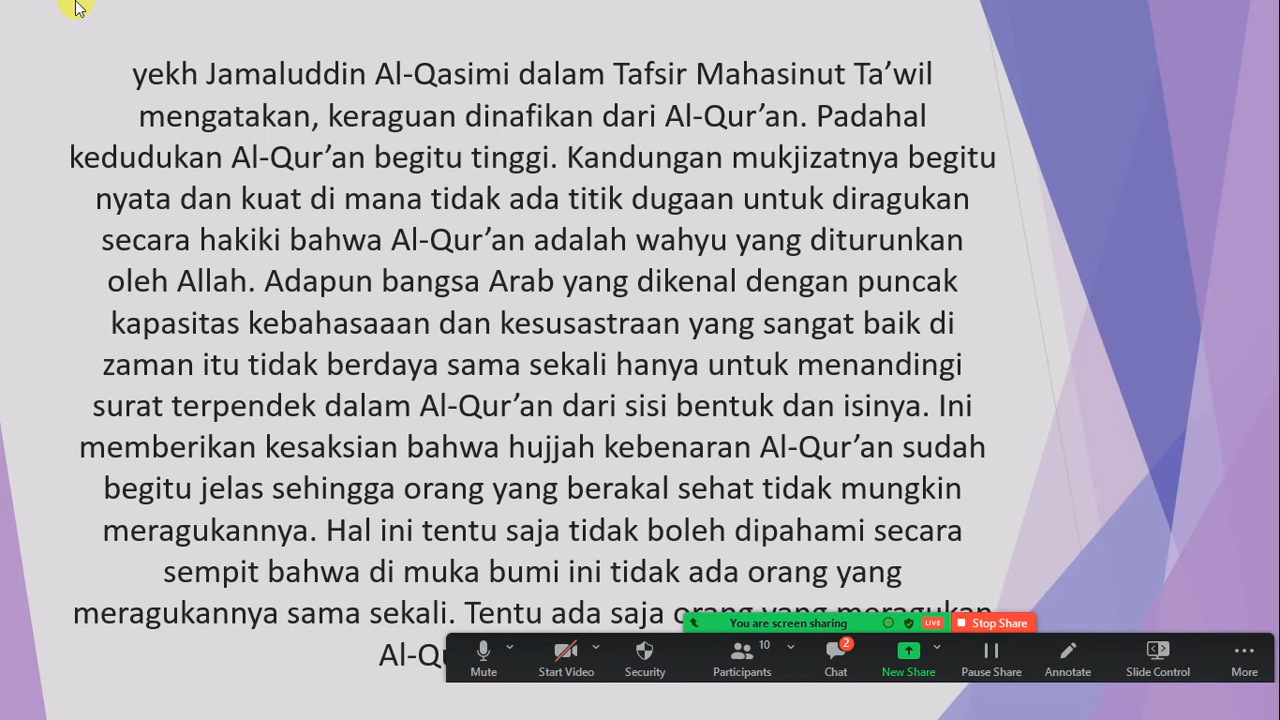 yekh Jamaluddin Al-Qasimi dalam Tafsir Mahasinut Ta’wil
mengatakan, keraguan dinafikan dari Al-Qur’an. Padahal
kedudukan Al-Qur’an begitu tinggi. Kandungan mukjizatnya begitu
nyata dan kuat di mana tidak ada titik dugaan untuk diragukan
secara hakiki bahwa Al-Qur’an adalah wahyu yang diturunkan
oleh Allah. Adapun bangsa Arab yang dikenal dengan puncak
kapasitas kebahasaaan dan kesusastraan yang sangat baik di
zaman itu tidak berdaya sama sekali hanya untuk menandingi
surat terpendek dalam Al-Qur’an dari sisi bentuk dan isinya. Ini
memberikan kesaksian bahwa hujjah kebenaran Al-Qur’an sudah
begitu jelas sehingga orang yang berakal sehat tidak mungkin
meragukannya. Hal ini tentu saja tidak boleh dipahami secara
sempit bahwa di muka bumi ini tidak ada orang yang
meragukannya sama sekali. Tentu ada saja orang yang meragukan
You are screen sharing LIVE Stop Share
10 2
Mute Start Video Security Participants Chat New Share Pause Share Annotate Slide Control More